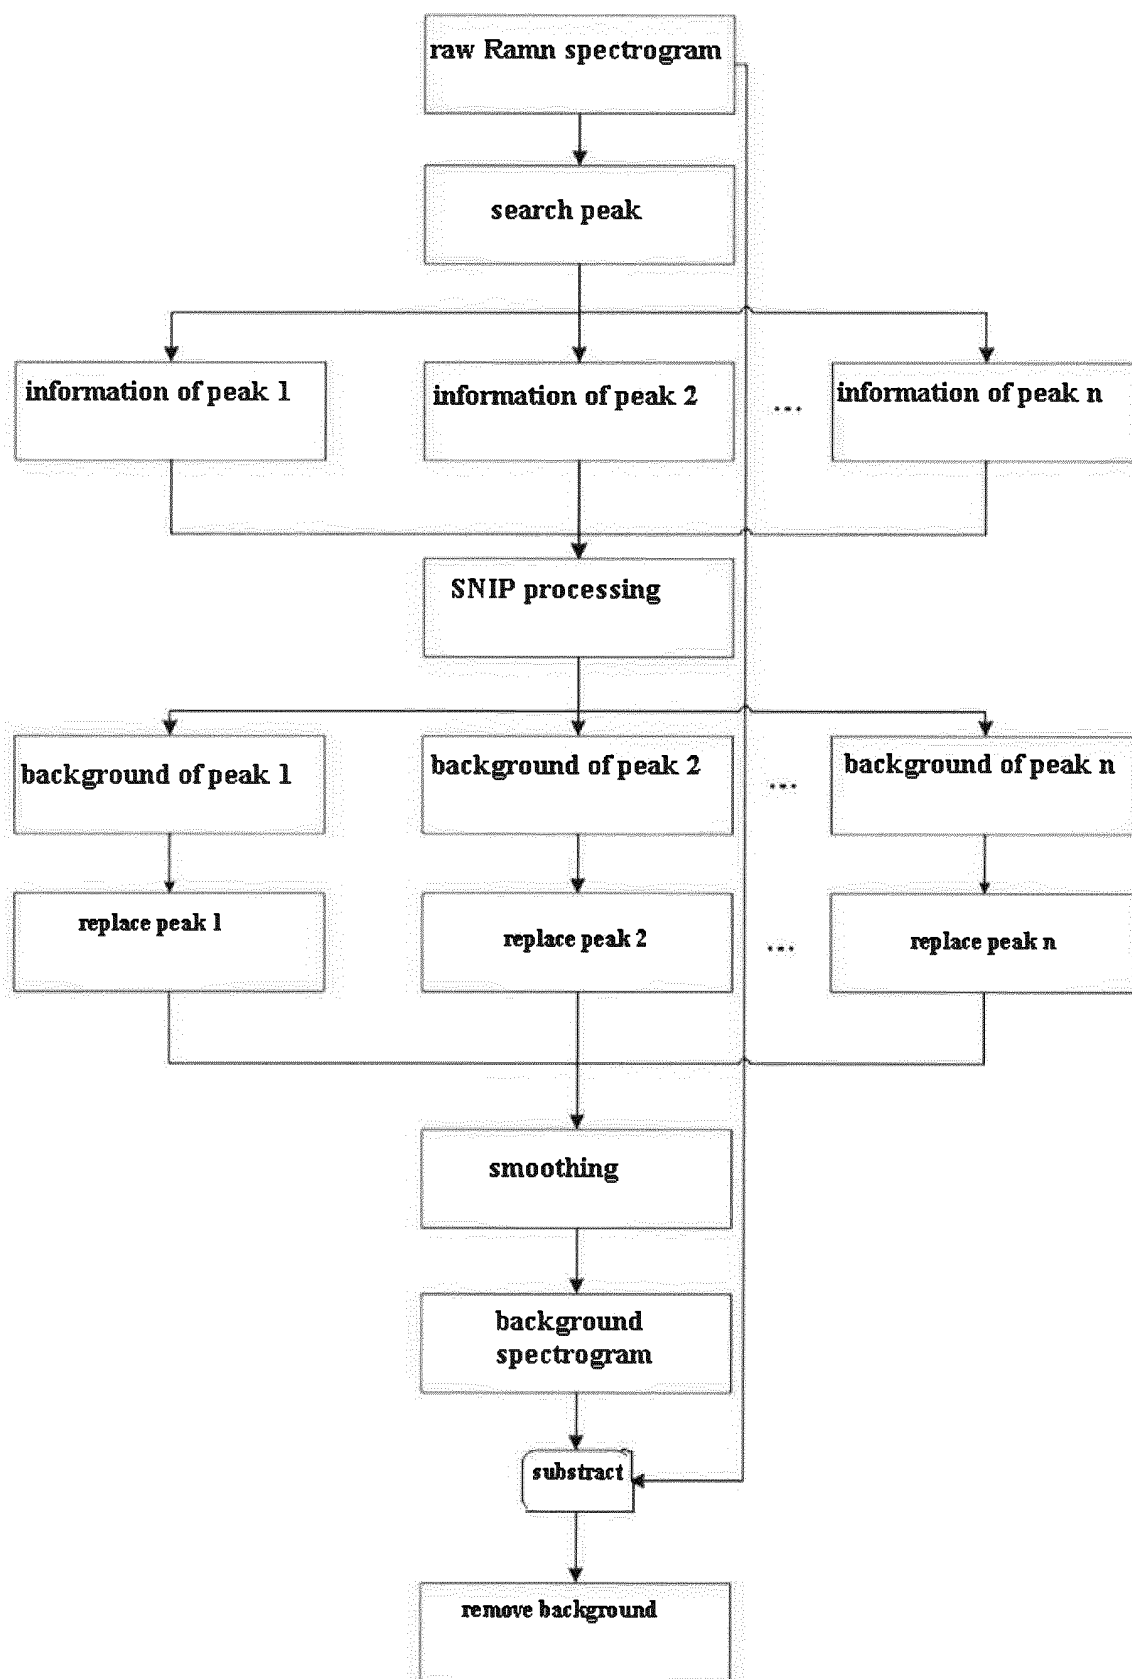 raw Ramn spectrogram
search peak
information of peak 1
information of peak 2
...
information of peak n
SNIP processing
background of peak 1
background of peak 2
...
background of peak n
replace peak 1
replace peak 2
...
replace peak n
smoothing
background
spectrogram
substract
remove background